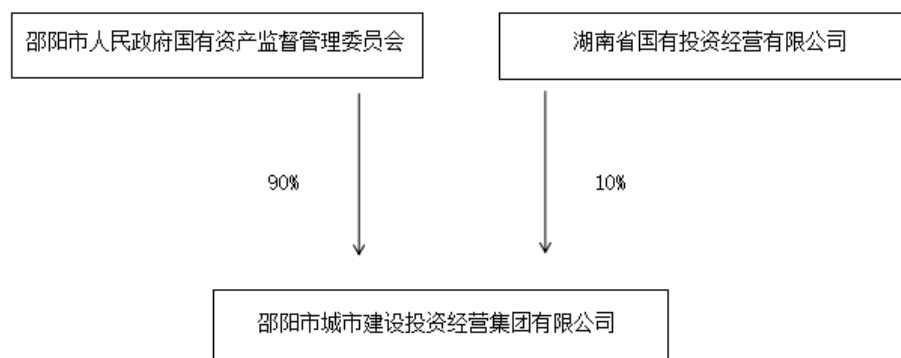 邵阳市人民政府国有资产监督管理委员会
湖南省国有投资经营有限公司
90%
10%
邵阳市城市建设投资经营集团有限公司